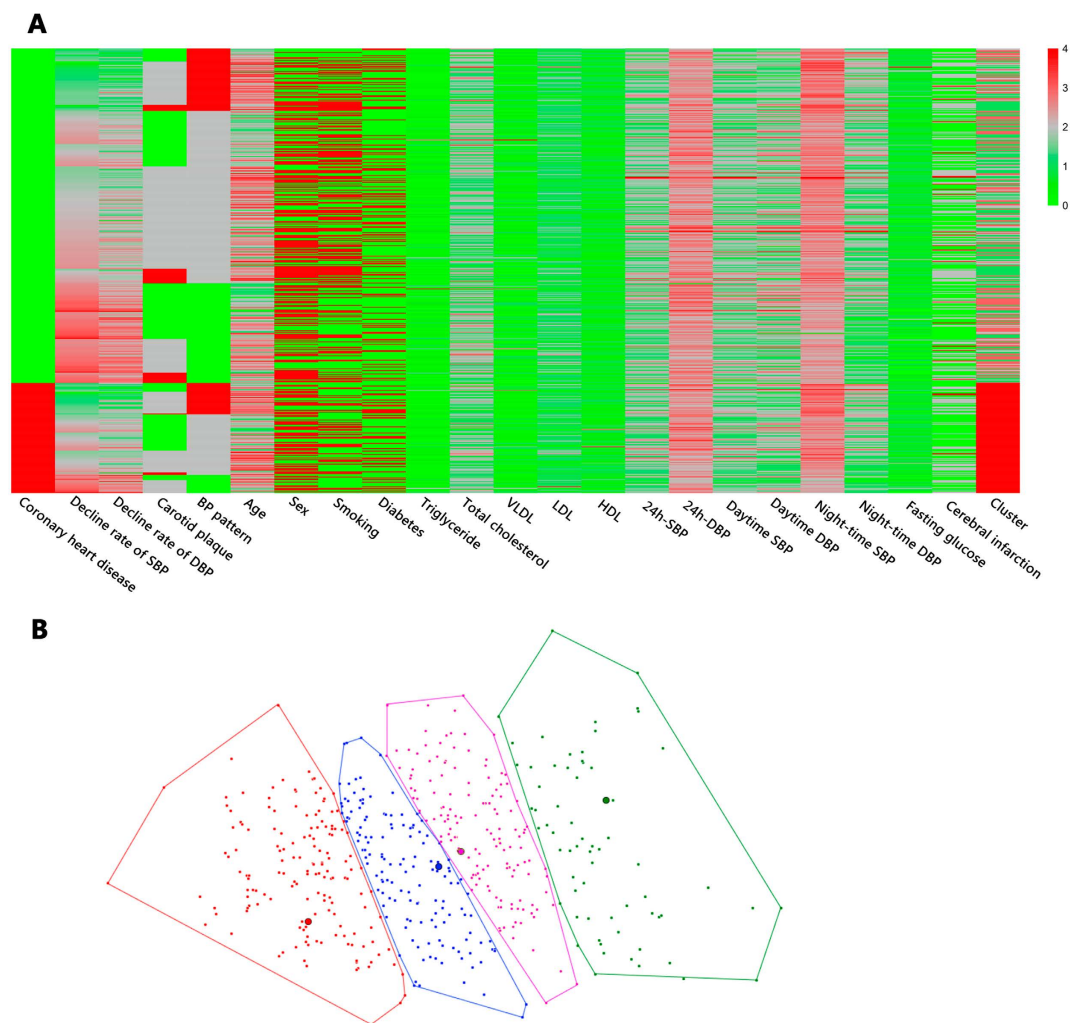 A
4
3
2
1
0
Coronary heart disease
Decline rate of SBP
Decline rate of DBP
Carotid plaque
BP pattern
Age
Sex
Smoking
Diabetes
Triglyceride
Total cholesterol
VLDL
LDL
HDL
24h-SBP
24h-DBP
Daytime SBP
Daytime DBP
Night-time SBP
Night-time DBP
Fasting glucose
Cerebral infarction
Cluster
B